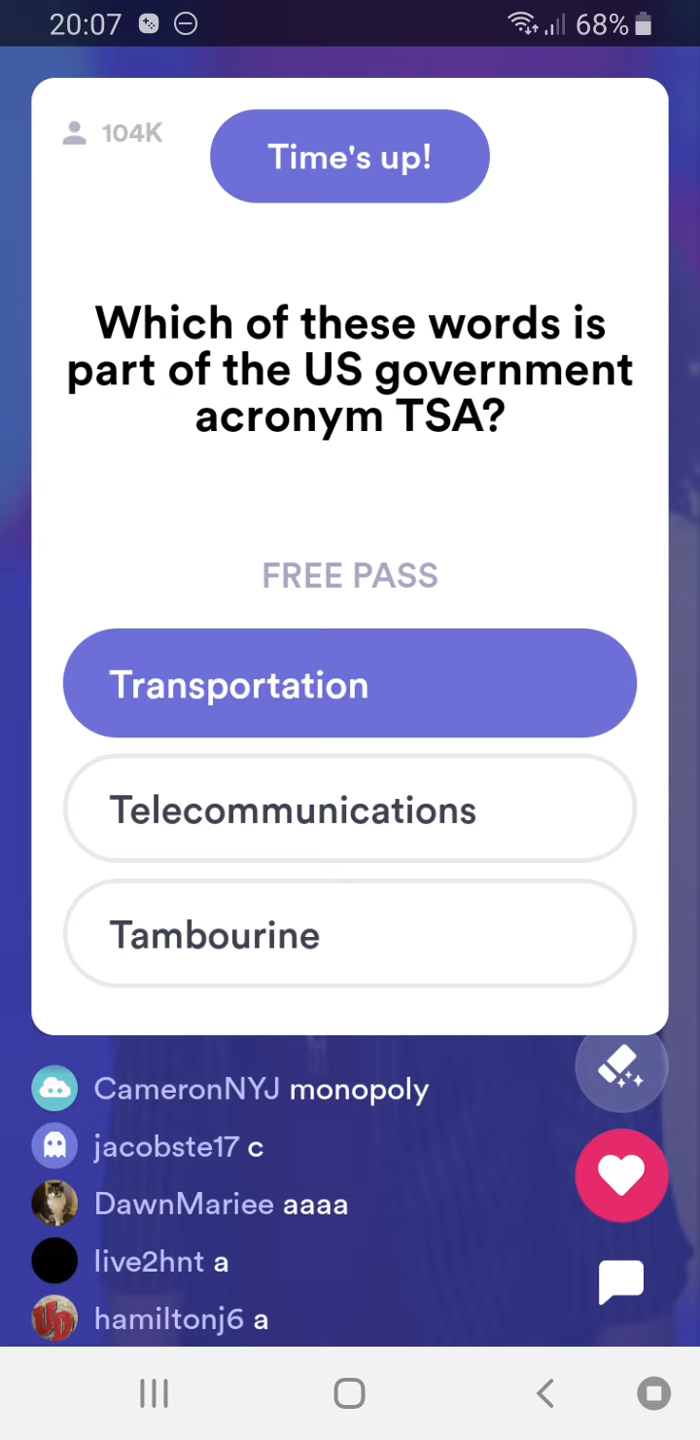 20:07 68%
104K
Time's up!
Which of these words is
part of the US government
acronym TSA?
FREE PASS
Transportation
Telecommunications
Tambourine
CameronNYJ monopoly
jacobste17 c
DawnMariee aaaa
live2hnt a
hamiltonj6 a